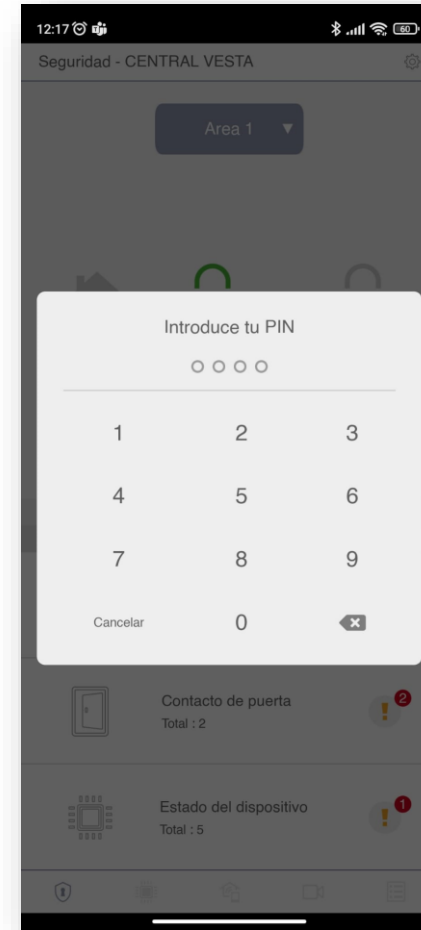 12:17
60
Seguridad - CENTRAL VESTA
Area 1 ▼
Introduce tu PIN
1 2 3
4 5 6
7 8 9
Cancelar 0
Contacto de puerta
2
Total : 2
Estado del dispositivo
1
Total : 5